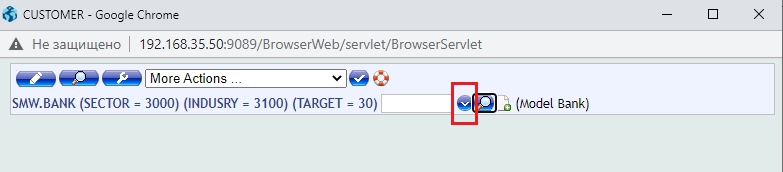 CUSTOMER - Google Chrome
Не защищено 192.168.35.50:9089/BrowserWeb/servlet/BrowserServlet
More Actions ...
SMW.BANK (SECTOR = 3000) (INDUSRY = 3100) (TARGET = 30) (Model Bank)